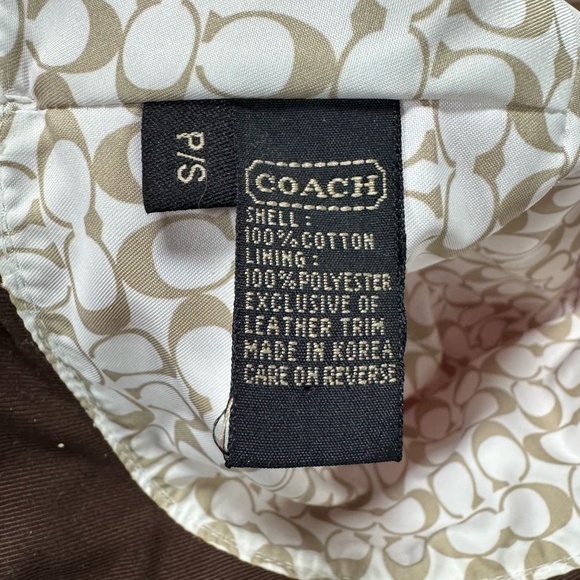 P/S
COACH
SHELL:
100% COTTON
LINING:
100% POLYESTER
EXCLUSIVE OF
LEATHER TRIM
MADE IN KOREA
CARE ON REVERSE